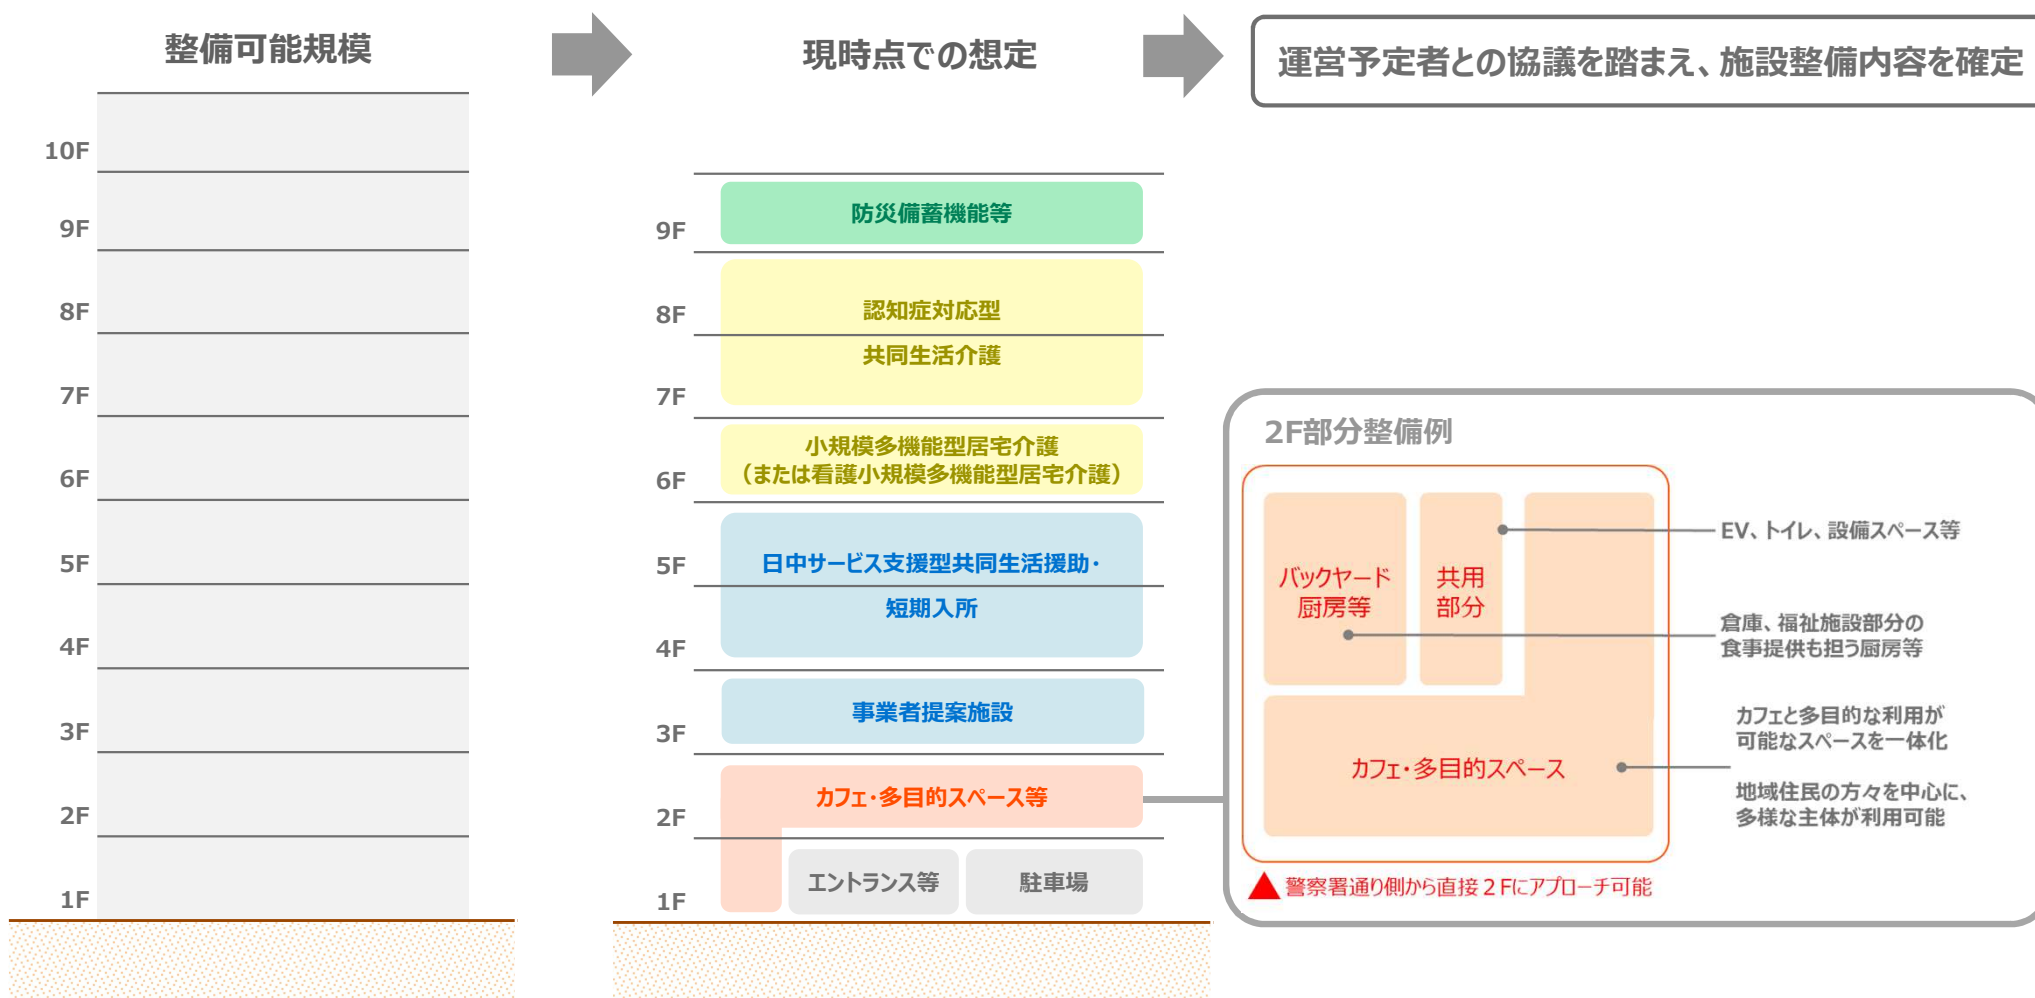 整備可能規模
現時点での想定
運営予定者との協議を踏まえ、施設整備内容を確定
10F
9F
8F
7F
6F
5F
4F
3F
2F
1F
9F
防災備蓄機能等
8F
認知症対応型
共同生活介護
7F
小規模多機能型居宅介護
（または看護小規模多機能型居宅介護）
6F
5F
日中サービス支援型共同生活援助・
短期入所
4F
事業者提案施設
3F
カフェ・多目的スペース等
2F
エントランス等
駐車場
1F
2F部分整備例
バックヤード
厨房等
共用
部分
カフェ・多目的スペース
EV、トイレ、設備スペース等
倉庫、福祉施設部分の
食事提供も担う厨房等
カフェと多目的な利用が
可能なスペースを一体化
地域住民の方々を中心に、
多様な主体が利用可能
▲ 警察署通り側から直接２Fにアプローチ可能